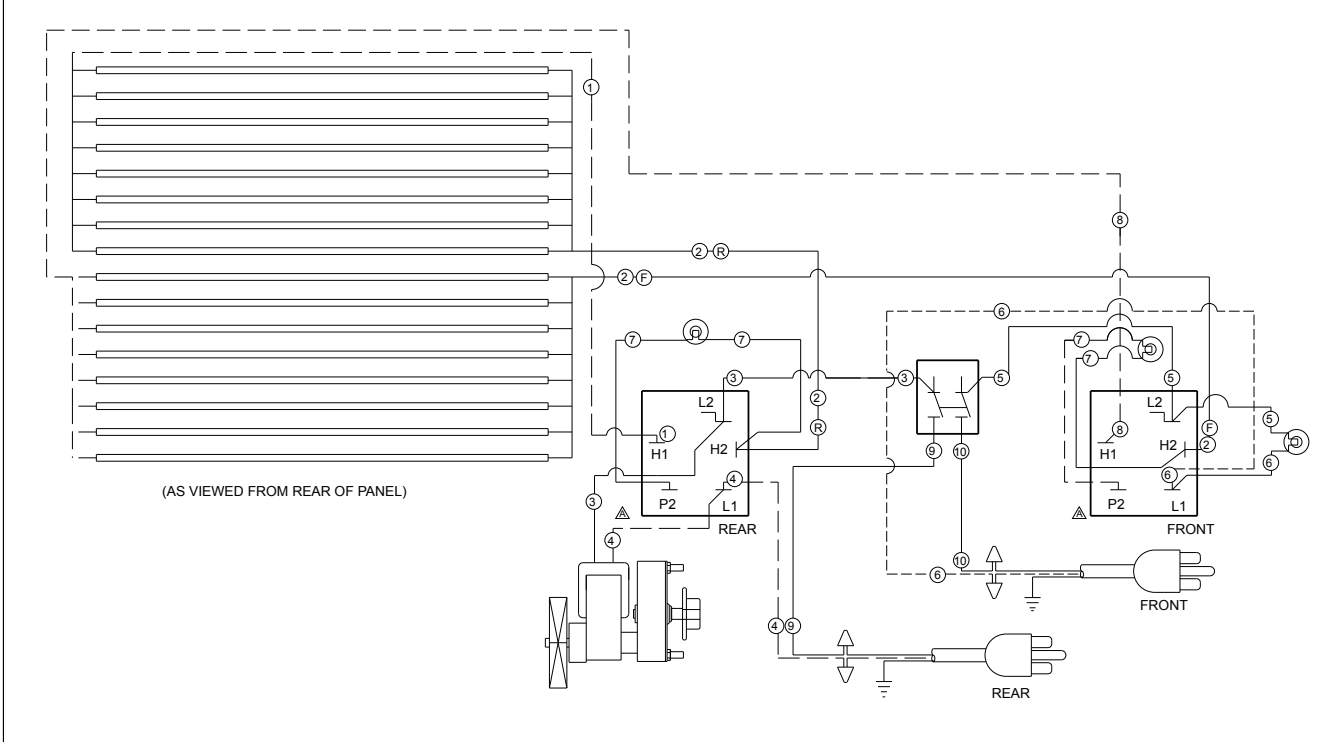 1
8
2 R
2 F
6
7 7
7
7
3 3 5 5
L2 L2
2
5
1 R 8 F
H1 H2 H1 H2 2
6
4 6
9 10
(AS VIEWED FROM REAR OF PANEL)
3
P2 L1 P2 L1
A A
REAR FRONT
4
10
6
FRONT
4 9
REAR